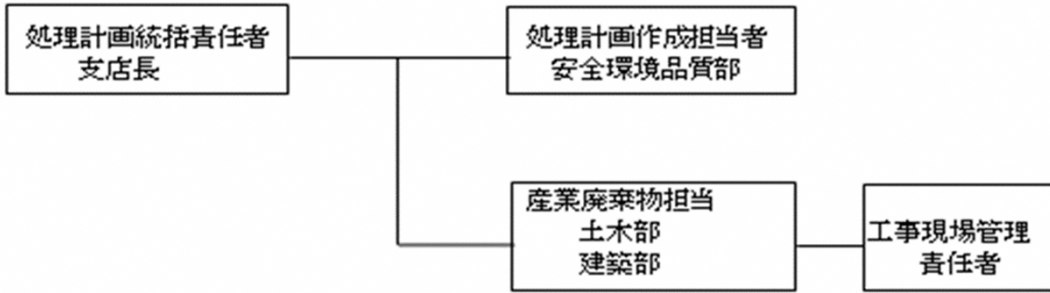 処理計画統括責任者
支店長
処理計画作成担当者
安全環境品質部
産業廃棄物担当
土木部
建築部
工事現場管理
責任者